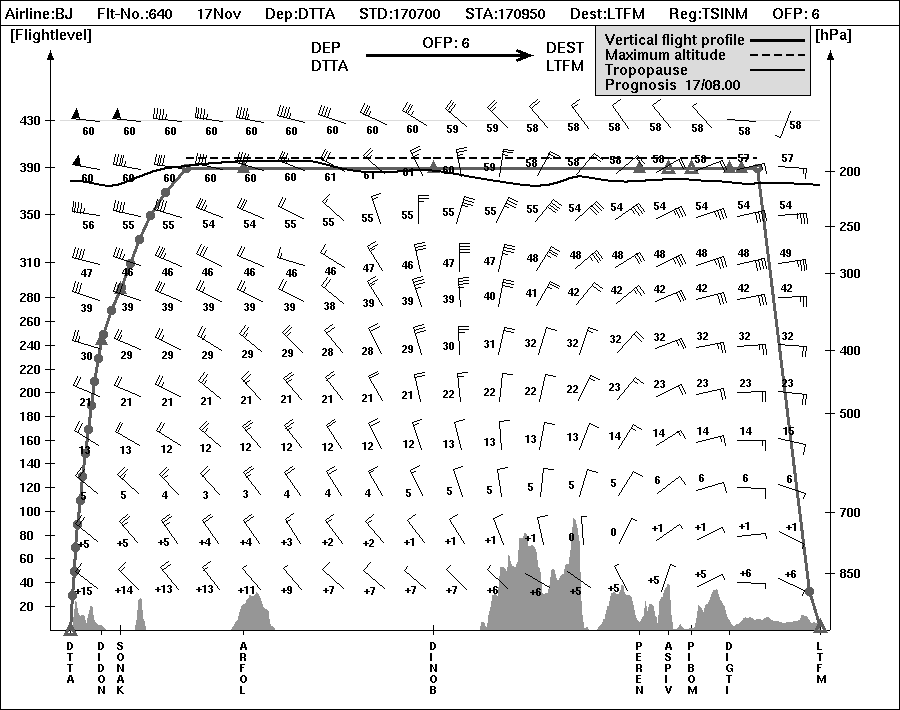 Airline:BJ Flt-No.:640 17Nov Dep:DTTA STD:170700 STA:170950 Dest:LTFM Reg:TSINM OFP: 6
[Flightlevel] [hPa]
DEP OFP: 6 DEST
DTTA LTFM
Vertical flight profile
Maximum altitude
Tropopause
Prognosis 17/08.00
430 60 60 60 60 60 60 60 60 60 59 59 58 58 58 58 58 58 58
390 60 60 60 60 60 60 61 61 61 60 59 58 58 58 58 58 57 57 200
350 56 55 55 54 54 55 55 55 55 55 55 54 54 54 54 54 54 250
310 47 46 46 46 46 46 46 47 46 47 47 48 48 48 48 48 48 49 300
280 39 39 39 39 39 39 38 39 39 39 40 41 42 42 42 42 42 42
260
240 30 29 29 29 29 29 28 28 29 30 31 32 32 32 32 32 32 32 400
220
200 21 21 21 21 21 21 21 21 21 22 22 22 22 23 23 23 23 23
180 500
160 13 13 12 12 12 12 12 12 12 13 13 13 13 14 14 14 14 15
140
120 5 5 4 3 3 4 4 4 5 5 5 5 5 5 6 6 6 6
100 700
80 +5 +5 +5 +4 +4 +3 +2 +2 +1 +1 +1 +1 0 0 +1 +1 +1 +1
60
40 +15 +14 +13 +13 +11 +9 +7 +7 +7 +7 +6 +6 +5 +5 +5 +5 +6 +6 850
20
DTTA DIDON SONAK ARFOL DINOB PEREN ASPIV PIBOM DIGTI LTFM